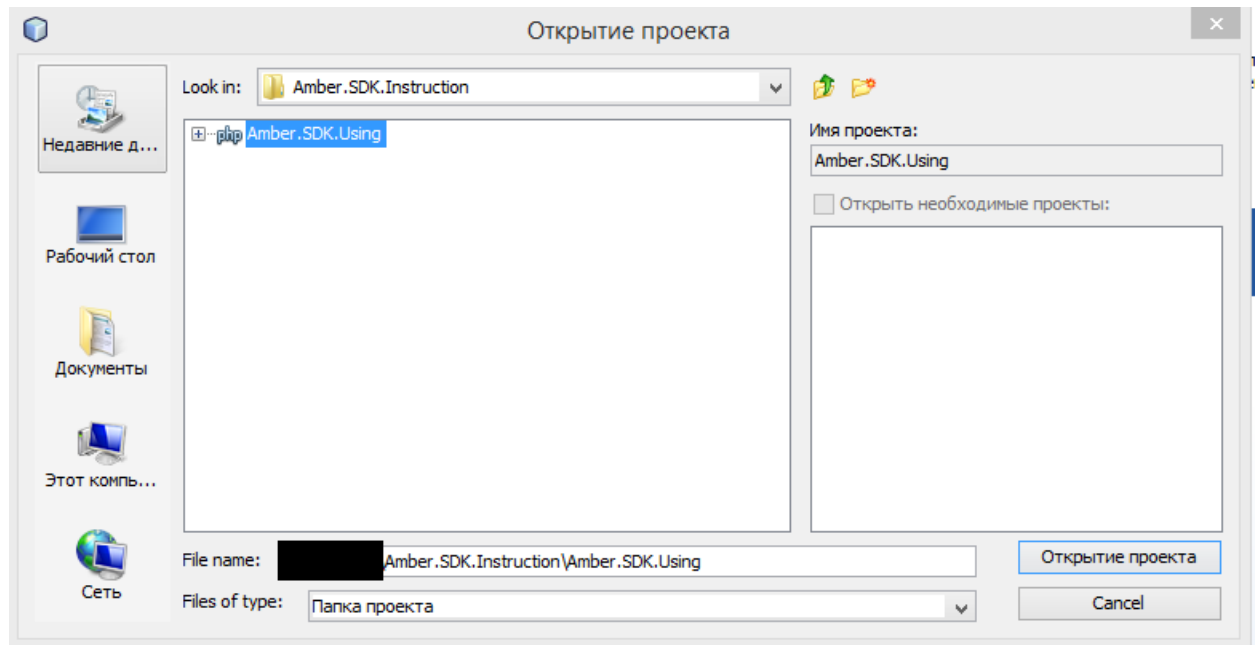 Открытие проекта
Look in:
Amber.SDK.Instruction
Недавние д...
Рабочий стол
Документы
Этот компь...
Сеть
php Amber.SDK.Using
Имя проекта:
Amber.SDK.Using
Открыть необходимые проекты:
File name:
Amber.SDK.Instruction\Amber.SDK.Using
Открытие проекта
Files of type:
Папка проекта
Cancel